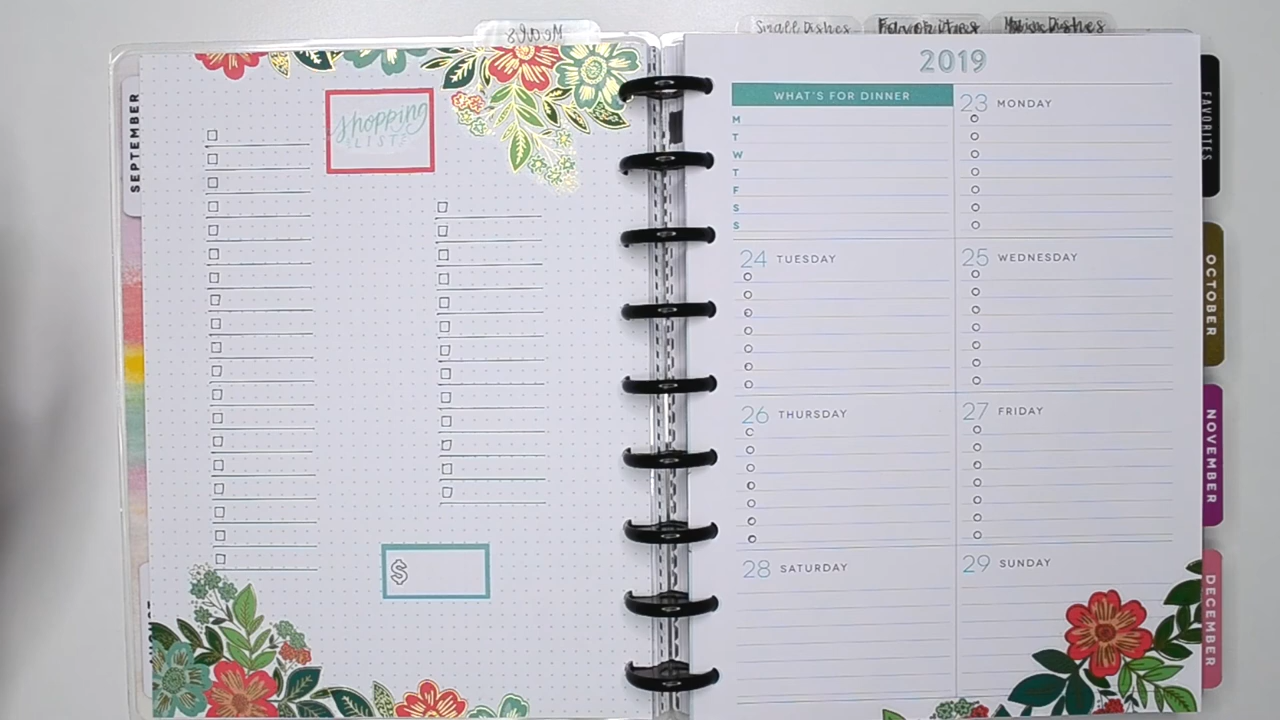 Meals
Small Dishes
Favorites
Making Dishes
SEPTEMBER
shopping
LIST
$
2019
WHAT'S FOR DINNER
M
T
W
T
F
S
S
23 MONDAY
24 TUESDAY
25 WEDNESDAY
26 THURSDAY
27 FRIDAY
28 SATURDAY
29 SUNDAY
FAVORITES
OCTOBER
NOVEMBER
DECEMBER